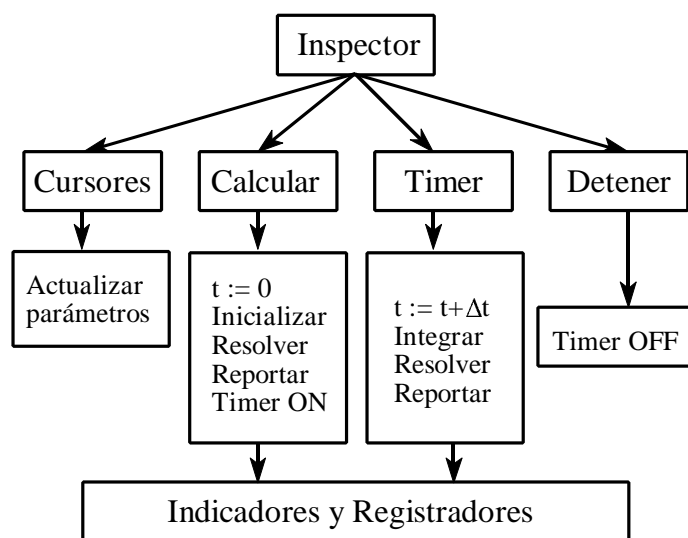 Inspector
Cursores
Calcular
Timer
Detener
Actualizar
parámetros
t := 0
Inicializar
Resolver
Reportar
Timer ON
t := t+Δt
Integrar
Resolver
Reportar
Timer OFF
Indicadores y Registradores